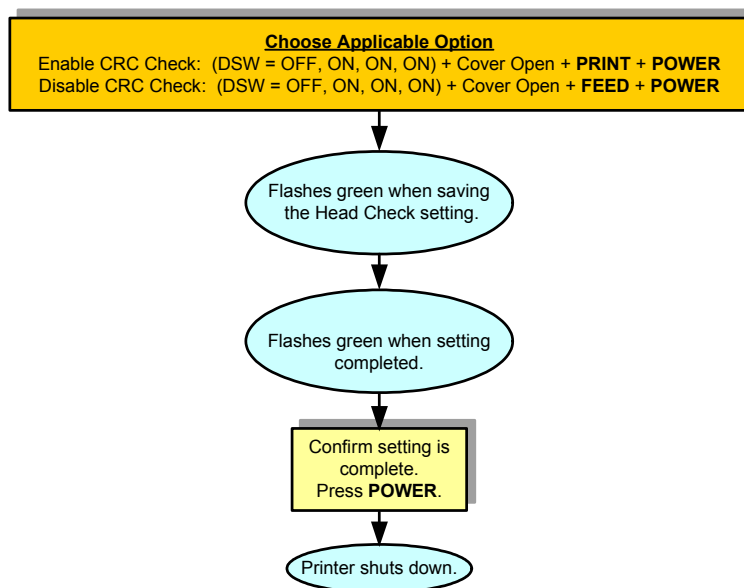 Choose Applicable Option
Enable CRC Check: (DSW = OFF, ON, ON, ON) + Cover Open + PRINT + POWER
Disable CRC Check: (DSW = OFF, ON, ON, ON) + Cover Open + FEED + POWER
Flashes green when saving
the Head Check setting.
Flashes green when setting
completed.
Confirm setting is
complete.
Press POWER.
Printer shuts down.